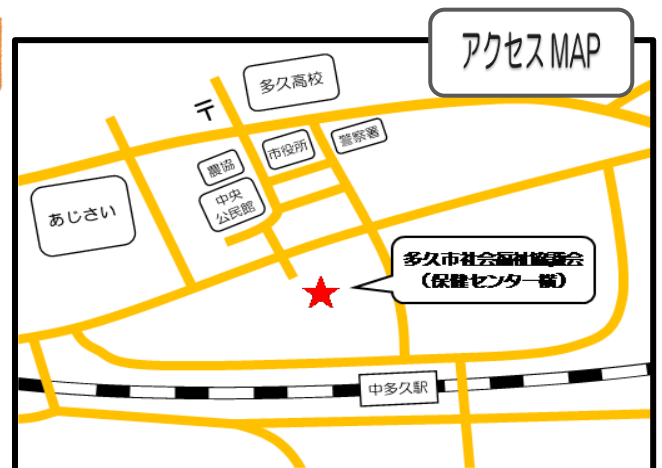 アクセスMAP
多久高校
〒
市役所
警察署
農協
中央
公民館
あじさい
多久市社会福祉協議会
（保健センター横）
中多久駅